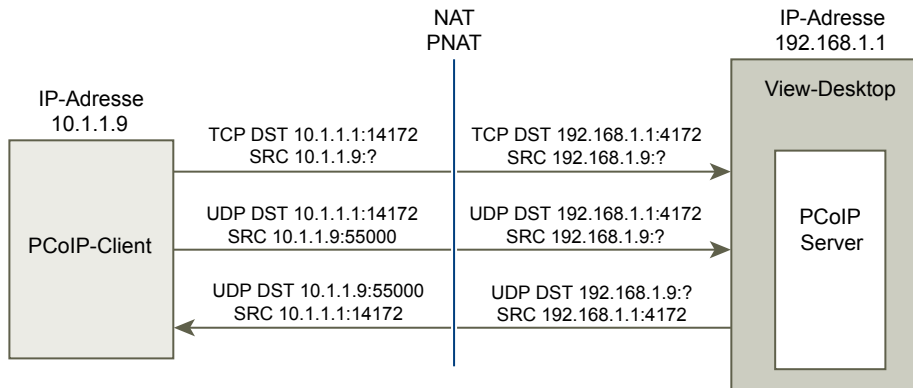 NAT
PNAT
IP-Adresse
192.168.1.1
View-Desktop
IP-Adresse
10.1.1.9
TCP DST 10.1.1.1:14172
SRC 10.1.1.9:?
TCP DST 192.168.1.1:4172
SRC 192.168.1.9:?
PCoIP-Client
UDP DST 10.1.1.1:14172
SRC 10.1.1.9:55000
UDP DST 192.168.1.1:4172
SRC 192.168.1.9:?
PCoIP
Server
UDP DST 10.1.1.9:55000
SRC 10.1.1.1:14172
UDP DST 192.168.1.9:?
SRC 192.168.1.1:4172